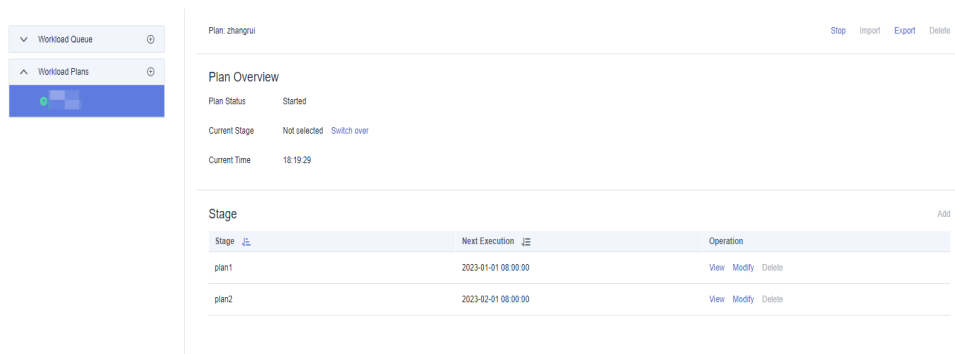 Workload Queue
Workload Plans
Plan: zhangrui
Stop Import Export Delete
Plan Overview
Plan Status Started
Current Stage Not selected Switch over
Current Time 18:19:29
Stage
Add
Stage Next Execution Operation
plan1 2023-01-01 08:00:00 View Modify Delete
plan2 2023-02-01 08:00:00 View Modify Delete